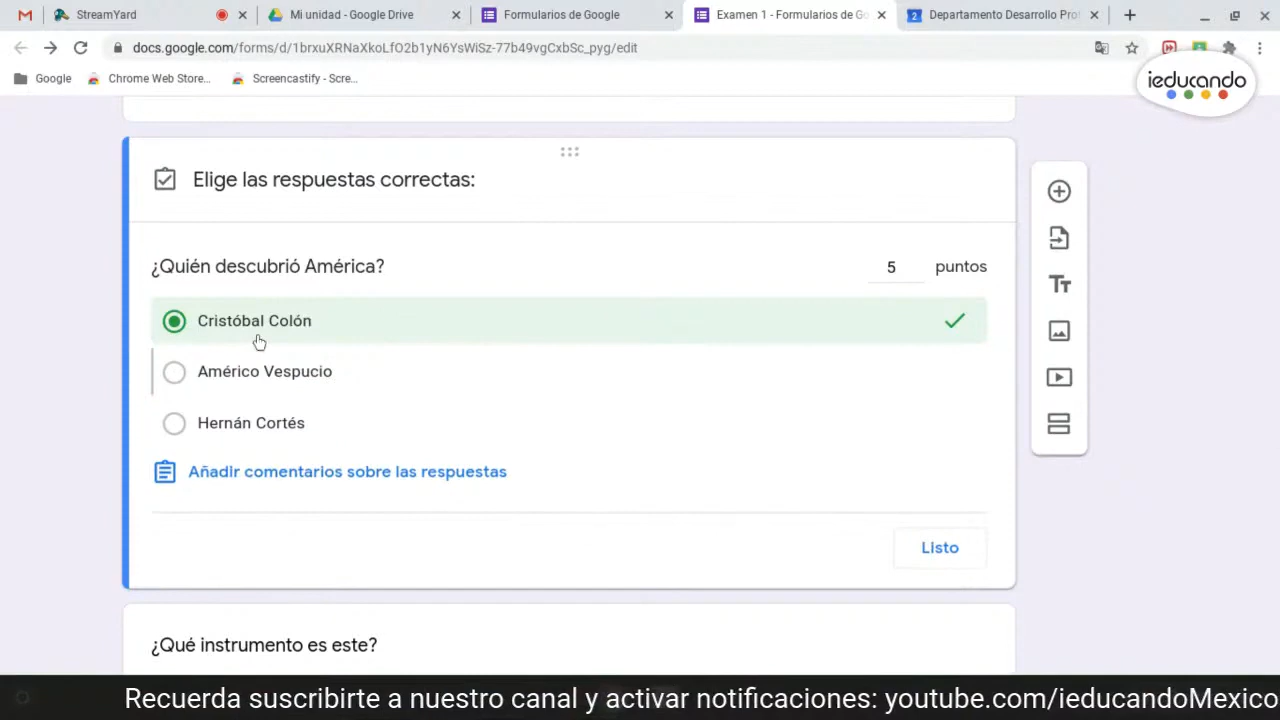 StreamYard
Mi unidad - Google Drive
Formularios de Google
Examen 1 - Formularios de Go
Departamento Desarrollo Prof
docs.google.com/forms/d/1brxuXRNaXkoLfO2b1yN6YsWiSz-77b49vgCxbSc_pyg/edit
Google
Chrome Web Store...
Screencastify - Scre...
ieducando
Elige las respuestas correctas:
¿Quién descubrió América?
5 puntos
Cristóbal Colón
Américo Vespucio
Hernán Cortés
Añadir comentarios sobre las respuestas
Listo
¿Qué instrumento es este?
Recuerda suscribirte a nuestro canal y activar notificaciones: youtube.com/ieducandoMexico